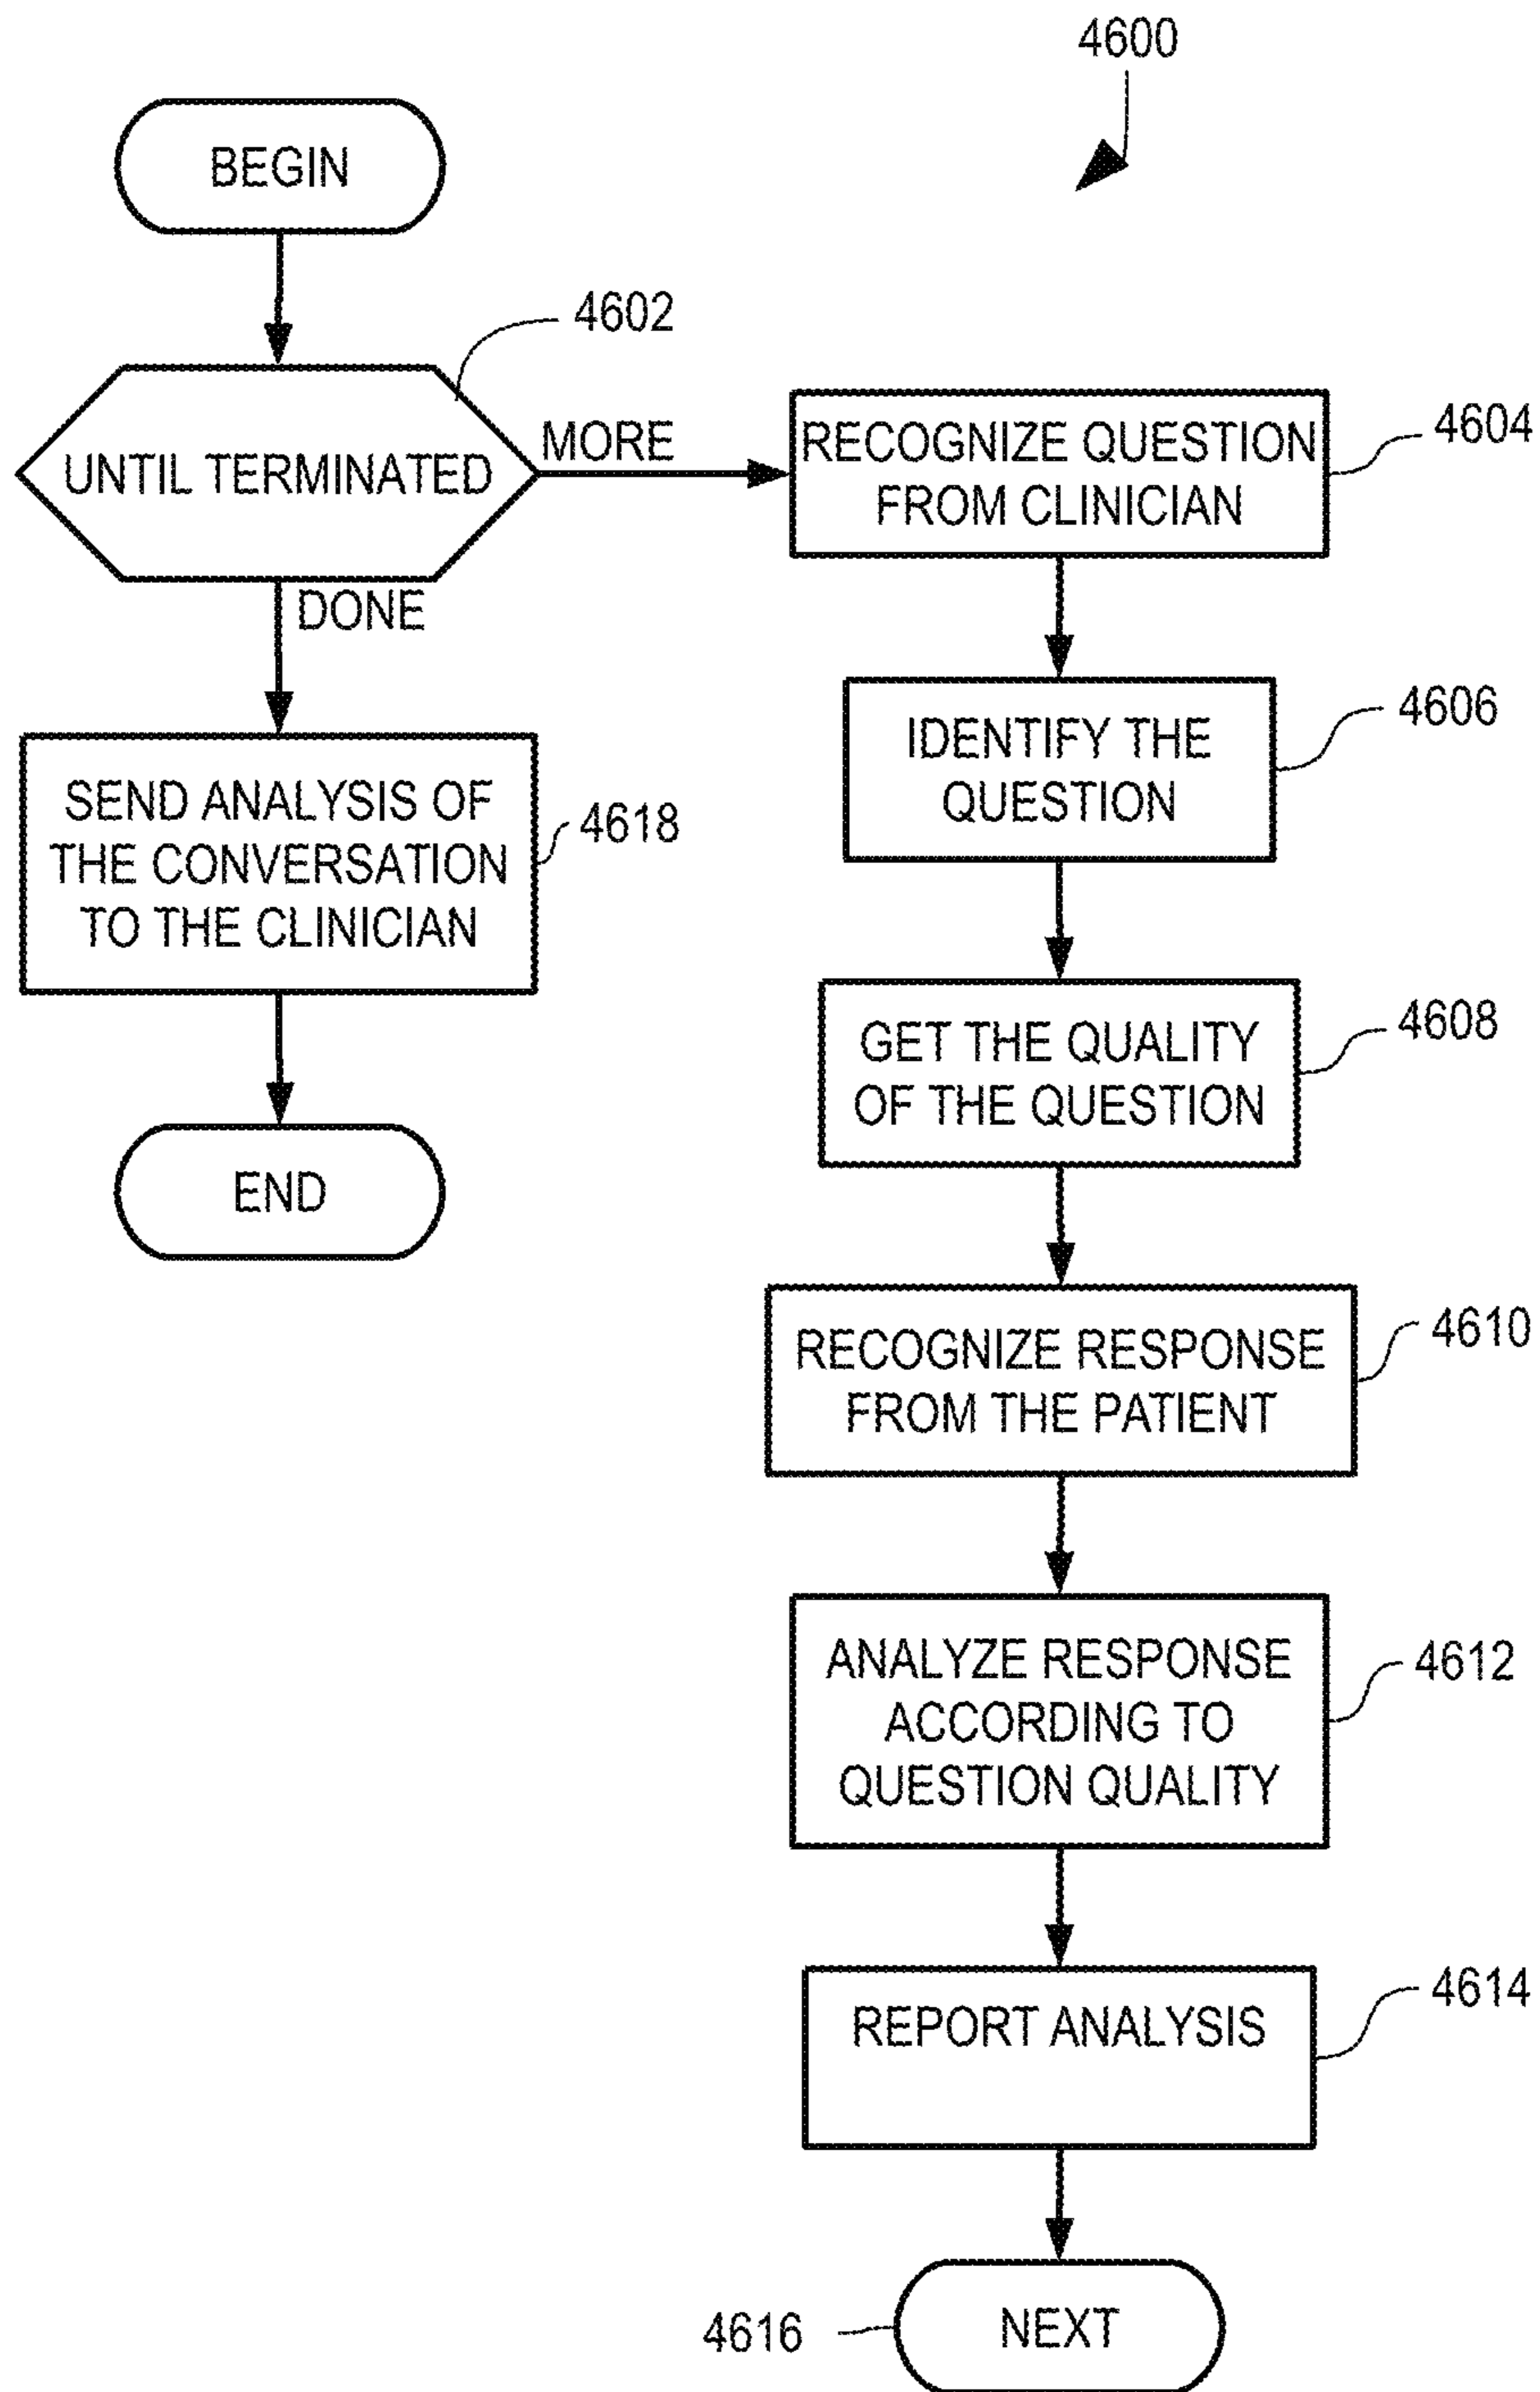 4600
BEGIN
4602
UNTIL TERMINATED
MORE
DONE
SEND ANALYSIS OF
THE CONVERSATION
TO THE CLINICIAN
4618
END
RECOGNIZE QUESTION
FROM CLINICIAN
4604
IDENTIFY THE
QUESTION
4606
GET THE QUALITY
OF THE QUESTION
4608
RECOGNIZE RESPONSE
FROM THE PATIENT
4610
ANALYZE RESPONSE
ACCORDING TO
QUESTION QUALITY
4612
REPORT ANALYSIS
4614
4616
NEXT